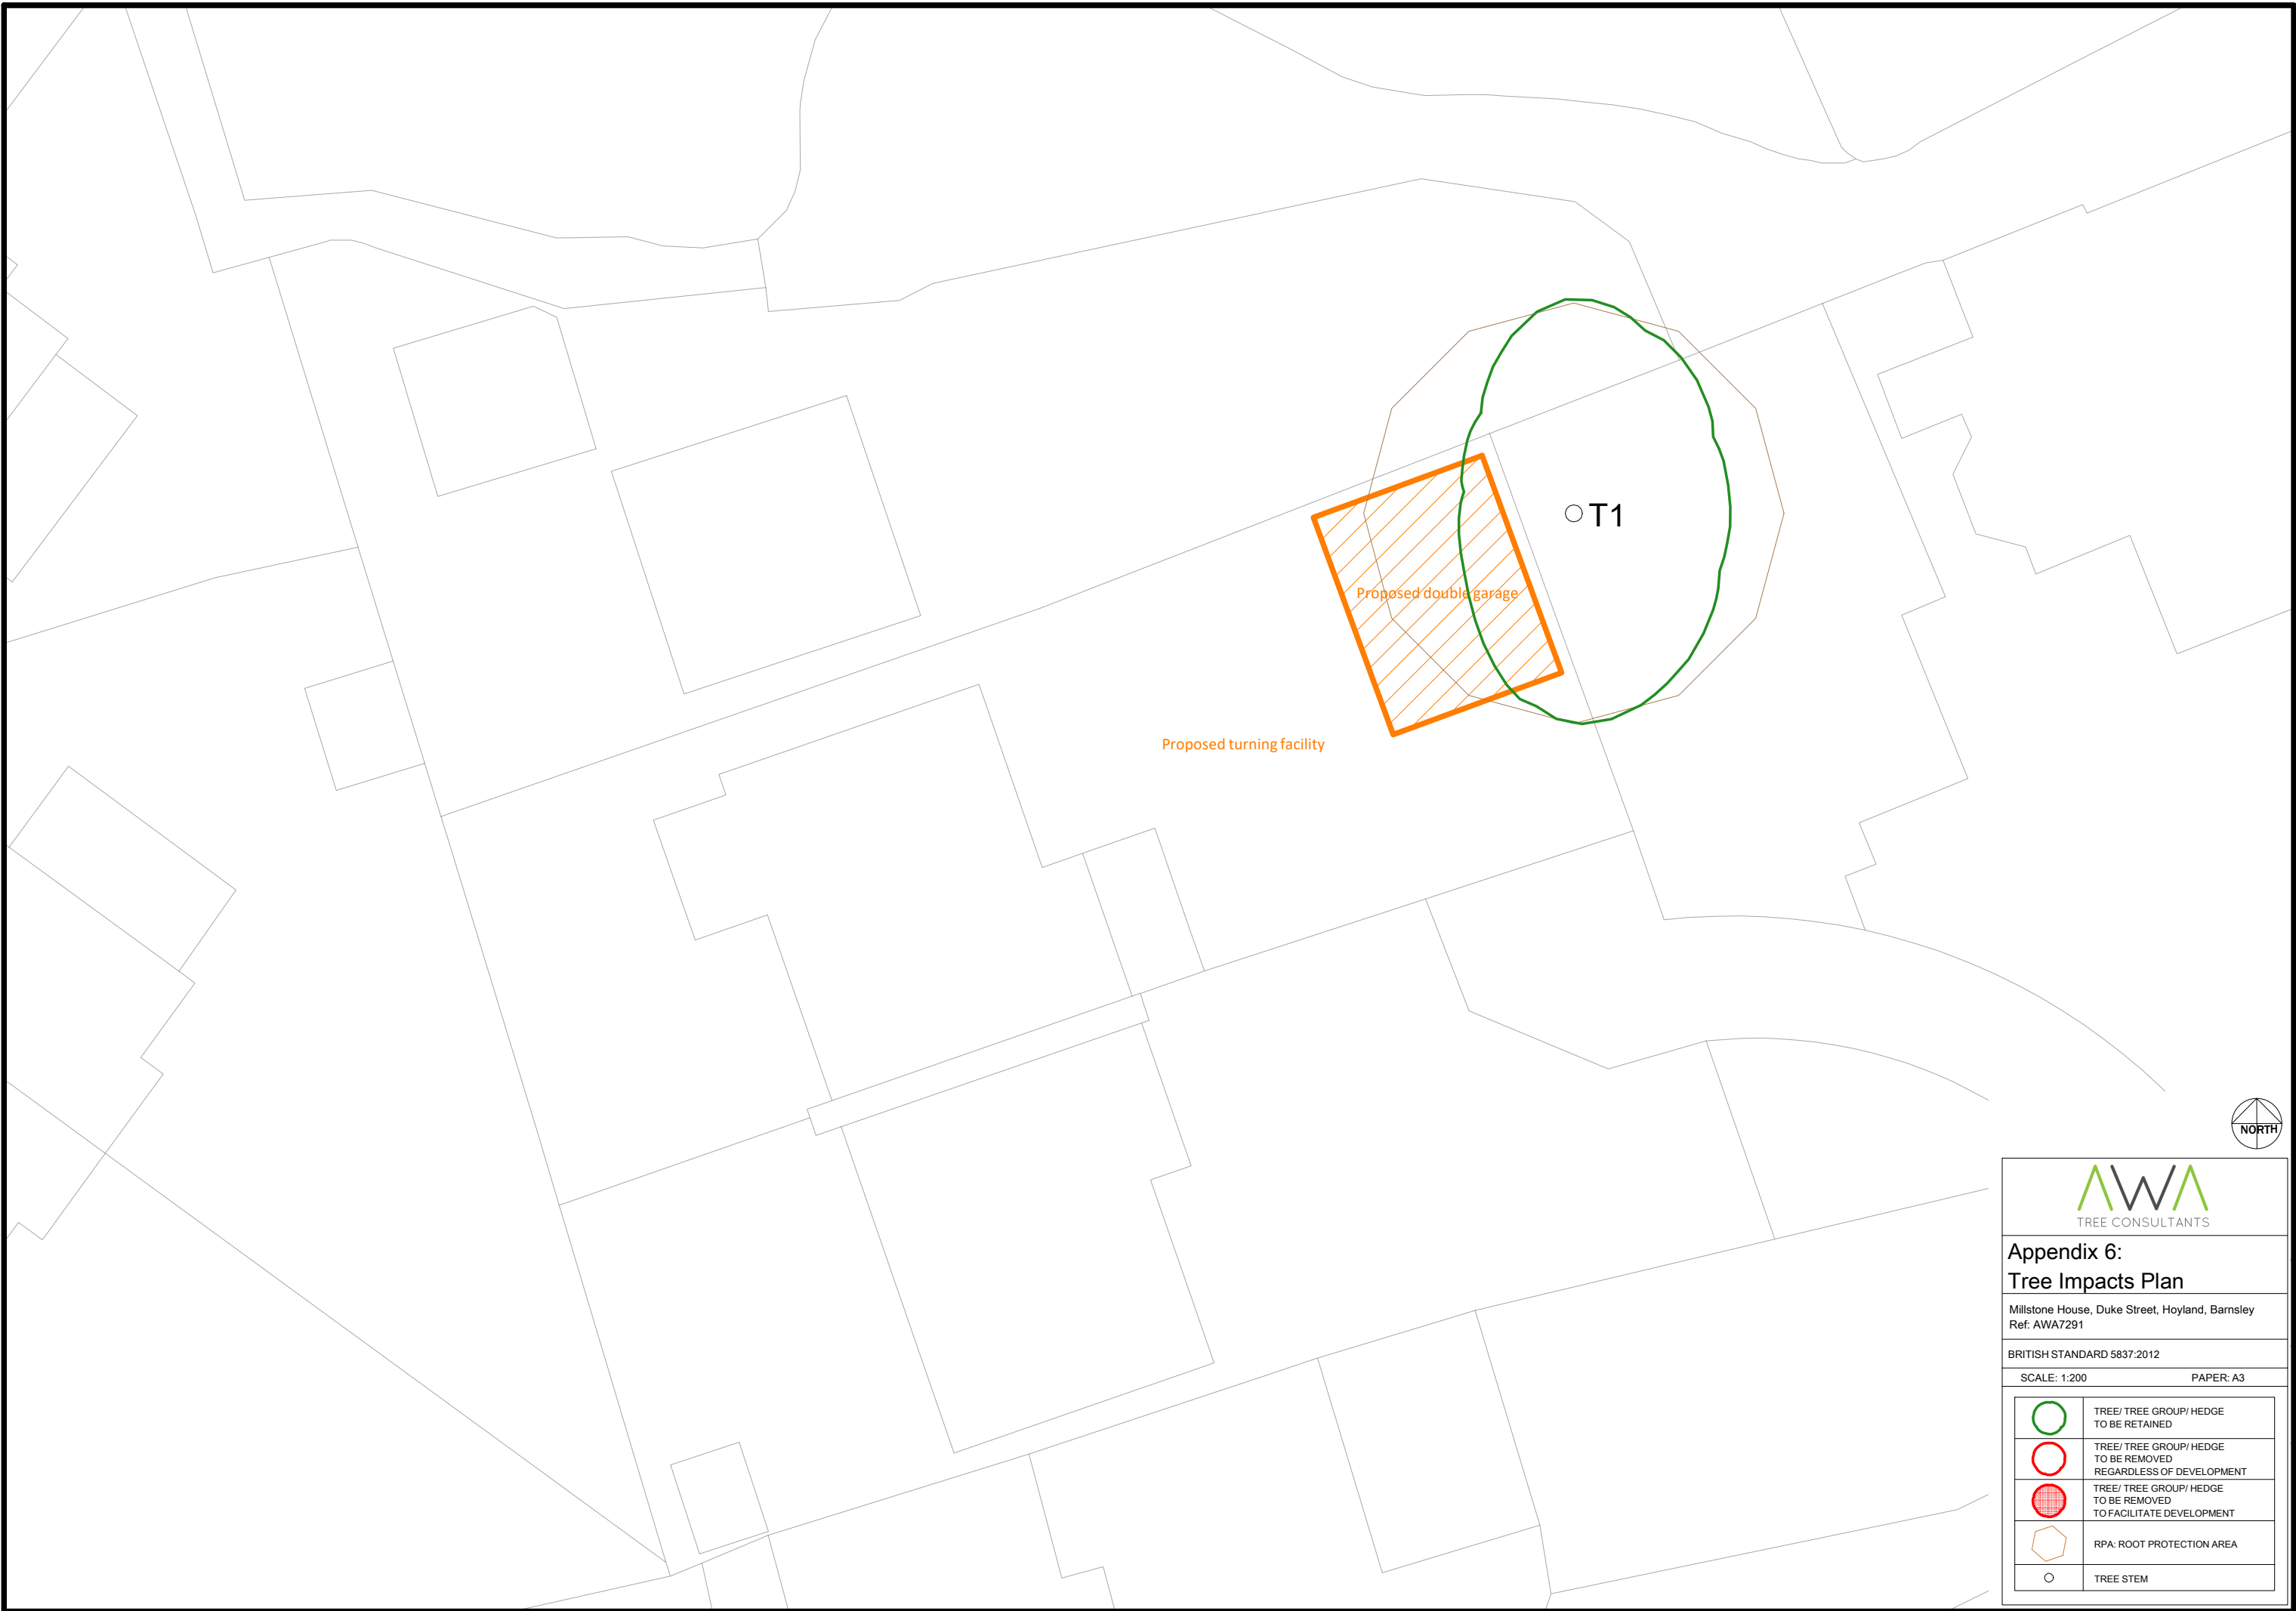 T1
Proposed double garage
Proposed turning facility
NORTH
AWA
TREE CONSULTANTS
Appendix 6:
Tree Impacts Plan
Millstone House, Duke Street, Hoyland, Barnsley
Ref: AWA7291
BRITISH STANDARD 5837:2012
SCALE: 1:200 PAPER: A3
TREE/ TREE GROUP/ HEDGE
TO BE RETAINED
TREE/ TREE GROUP/ HEDGE
TO BE REMOVED
REGARDLESS OF DEVELOPMENT
TREE/ TREE GROUP/ HEDGE
TO BE REMOVED
TO FACILITATE DEVELOPMENT
RPA: ROOT PROTECTION AREA
TREE STEM